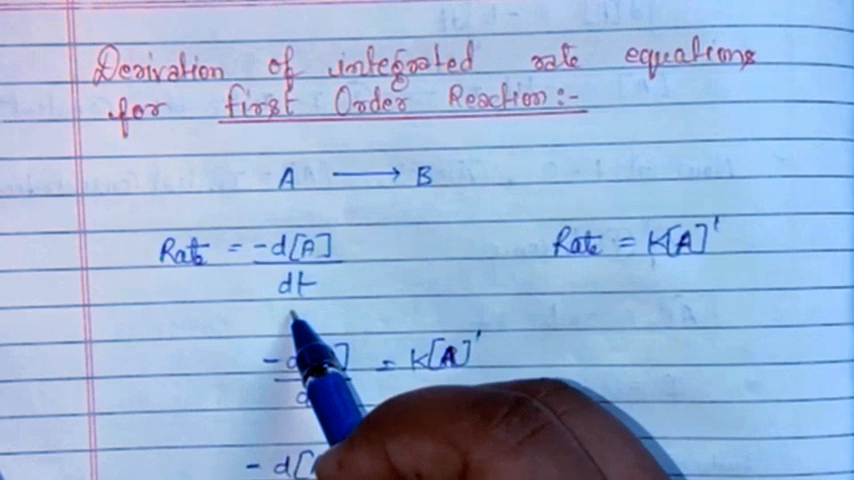 Derivation of integrated rate equations
for first Order Reaction:-
A ⟶ B
Rate = -d[A]/dt Rate = K[A]¹
= K[A]¹
- d[